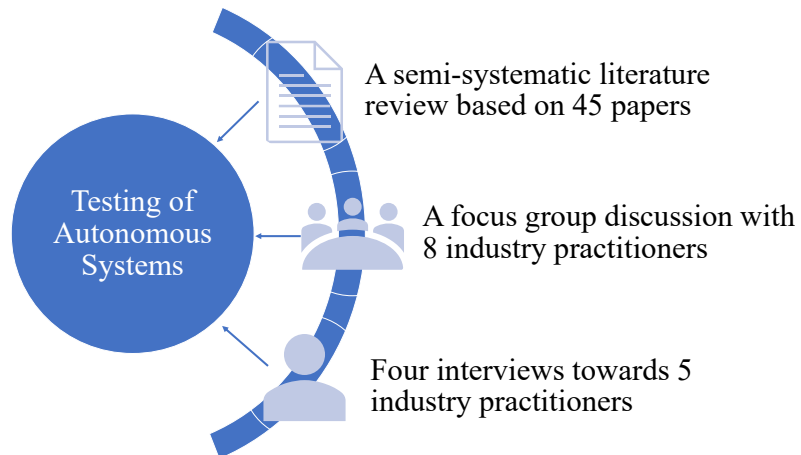 Testing of
Autonomous
Systems
A semi-systematic literature
review based on 45 papers
A focus group discussion with
8 industry practitioners
Four interviews towards 5
industry practitioners